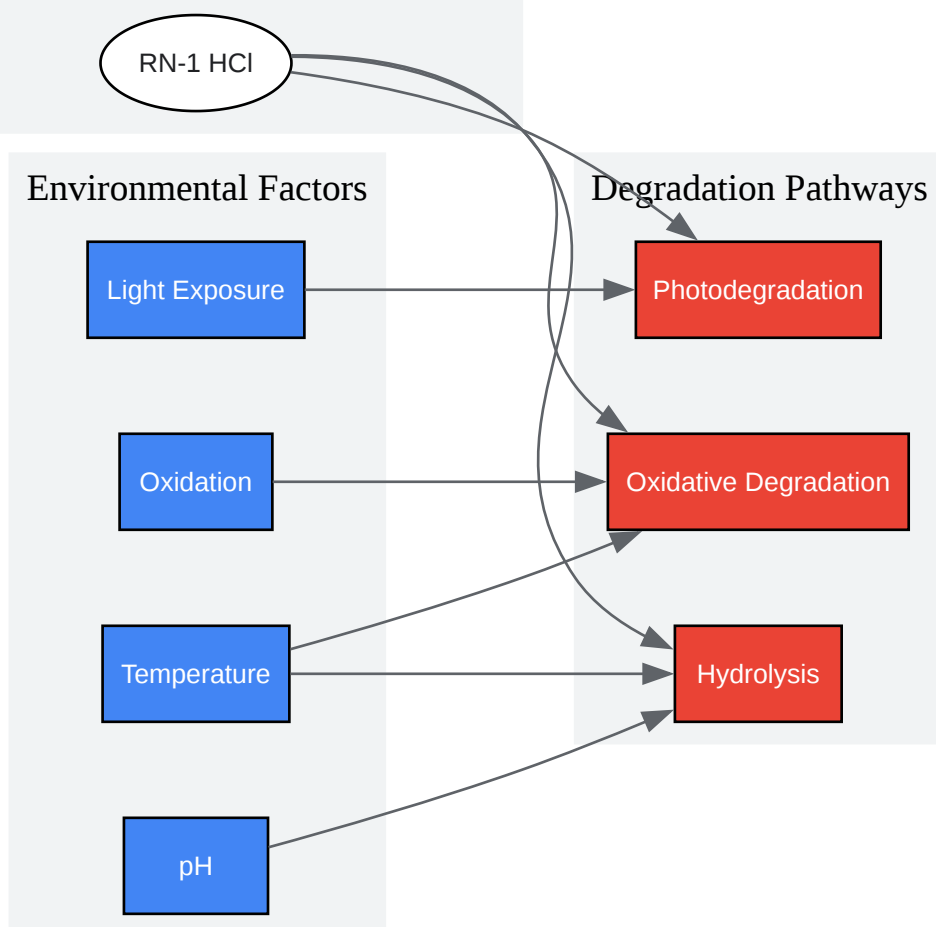 RN-1 HCl
Environmental Factors
Degradation Pathways
Light Exposure
Photodegradation
Oxidation
Oxidative Degradation
Temperature
Hydrolysis
pH